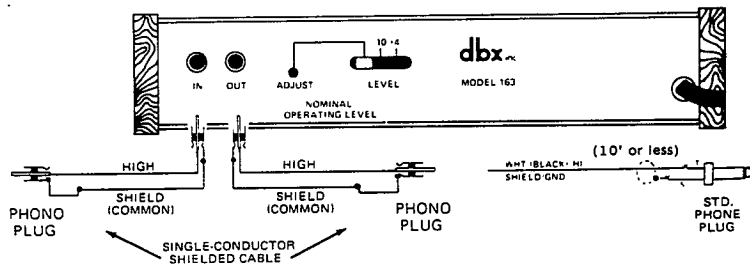 10 +4
dbx inc
IN OUT ADJUST LEVEL MODEL 163
NOMINAL
OPERATING LEVEL
HIGH
SHIELD
(COMMON)
PHONO
PLUG
HIGH
SHIELD
(COMMON)
PHONO
PLUG
SINGLE-CONDUCTOR
SHIELDED CABLE
(10' or less)
WHT (BLACK) HI
SHIELD/GND
T
STD.
PHONE
PLUG